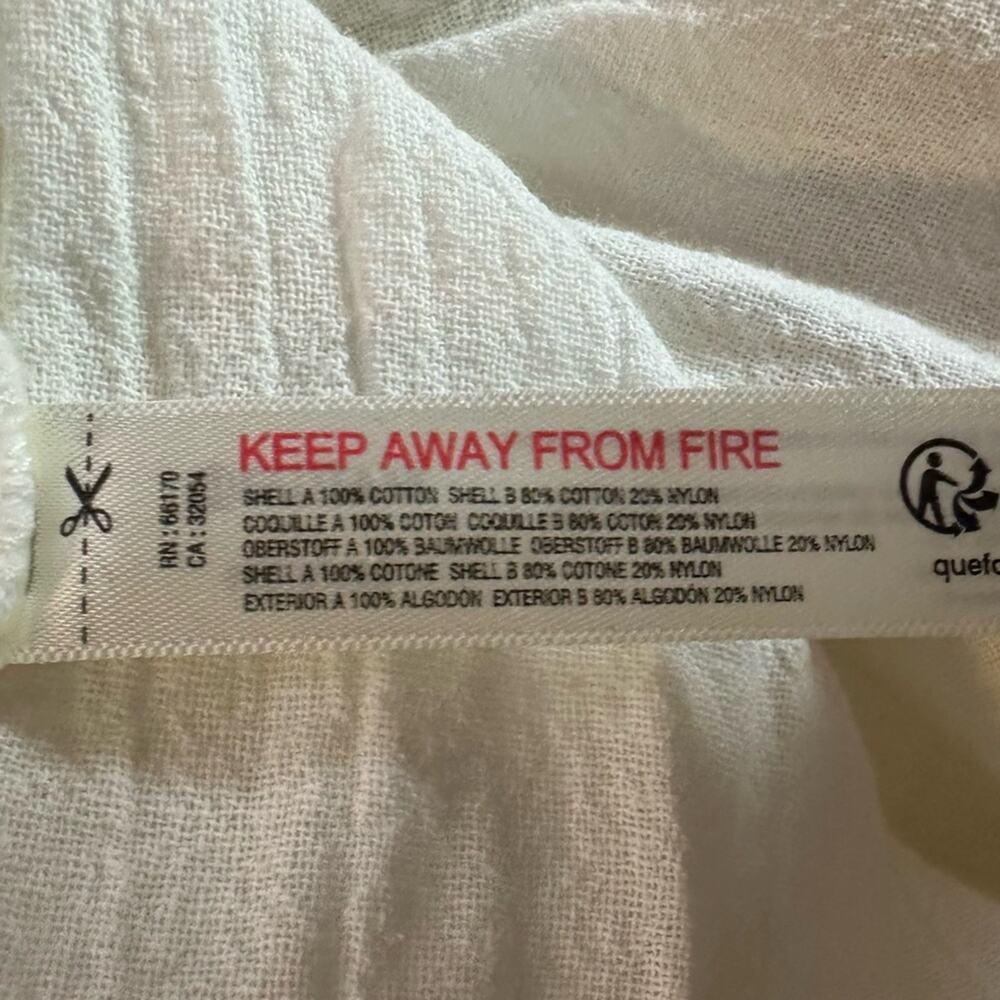 RN : 66170
CA : 32054
KEEP AWAY FROM FIRE
SHELL A 100% COTTON SHELL B 80% COTTON 20% NYLON
COQUILLE A 100% COTON COQUILLE B 80% COTON 20% NYLON
OBERSTOFF A 100% BAUMWOLLE OBERSTOFF B 80% BAUMWOLLE 20% NYLON
SHELL A 100% COTONE SHELL B 80% COTONE 20% NYLON
EXTERIOR A 100% ALGODÓN EXTERIOR B 80% ALGODÓN 20% NYLON